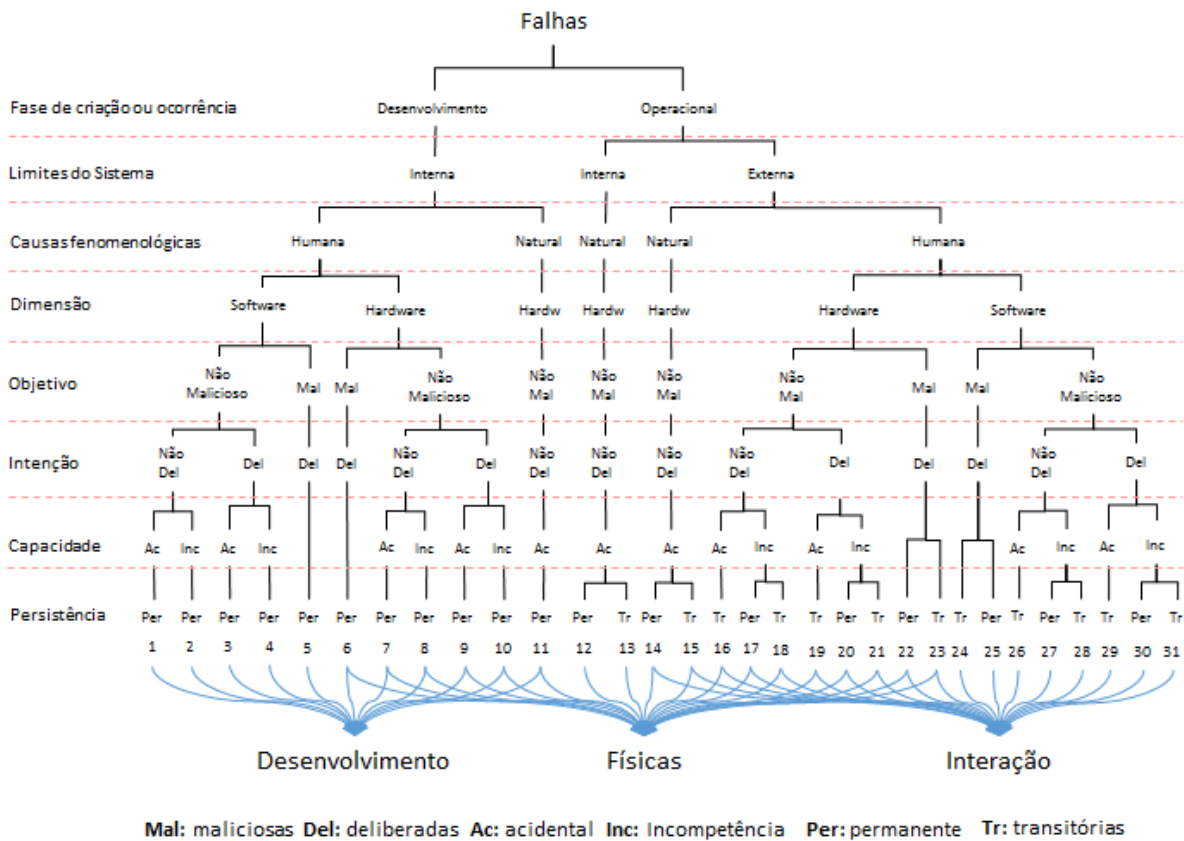 Falhas
Fase de criação ou ocorrência Desenvolvimento Operacional
Limites do Sistema Interna Interna Externa
Causas fenomenológicas Humana Natural Natural Natural Humana
Dimensão Software Hardware Hardw Hardw Hardw Hardware Software
Objetivo Não Malicioso Mal Mal Não Malicioso Não Mal Não Mal Não Mal Não Mal Mal Mal Não Malicioso
Intenção Não Del Del Del Del Não Del Del Não Del Não Del Não Del Não Del Del Del Del Não Del Del
Capacidade Ac Inc Ac Inc Ac Inc Ac Inc Ac Ac Ac Ac Inc Ac Inc Ac Inc Ac Inc
Persistência Per Per Per Per Per Per Per Per Per Per Per Per Tr Per Tr Tr Per Tr Tr Per Tr Per Tr Tr Per Tr Per Tr Tr Per Tr
1 2 3 4 5 6 7 8 9 10 11 12 13 14 15 16 17 18 19 20 21 22 23 24 25 26 27 28 29 30 31
Desenvolvimento Físicas Interação
Mal: maliciosas Del: deliberadas Ac: acidental Inc: Incompetência Per: permanente Tr: transitórias